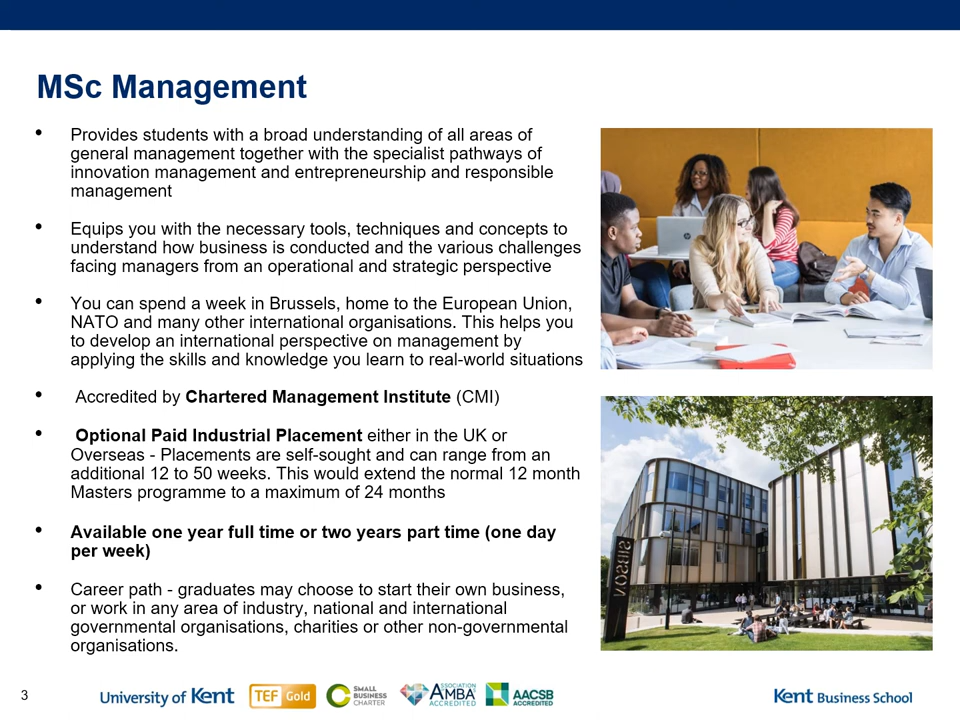 MSc Management
• Provides students with a broad understanding of all areas of
general management together with the specialist pathways of
innovation management and entrepreneurship and responsible
management
• Equips you with the necessary tools, techniques and concepts to
understand how business is conducted and the various challenges
facing managers from an operational and strategic perspective
• You can spend a week in Brussels, home to the European Union,
NATO and many other international organisations. This helps you
to develop an international perspective on management by
applying the skills and knowledge you learn to real-world situations
• Accredited by Chartered Management Institute (CMI)
• Optional Paid Industrial Placement either in the UK or
Overseas - Placements are self-sought and can range from an
additional 12 to 50 weeks. This would extend the normal 12 month
Masters programme to a maximum of 24 months
• Available one year full time or two years part time (one day
per week)
• Career path - graduates may choose to start their own business,
or work in any area of industry, national and international
governmental organisations, charities or other non-governmental
organisations.
hp
SIBSON
3
University of Kent
TEF Gold
SMALL
BUSINESS
CHARTER
ASSOCIATION
AMBA
ACCREDITED
AACSB
ACCREDITED
Kent Business School